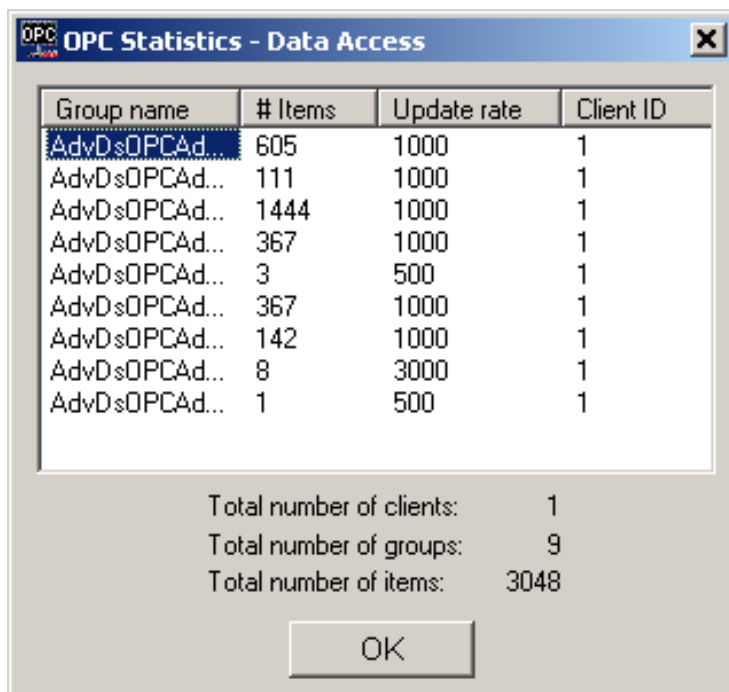 OPC OPC Statistics - Data Access
Group name # Items Update rate Client ID
AdvDsOPCAd... 605 1000 1
AdvDsOPCAd... 111 1000 1
AdvDsOPCAd... 1444 1000 1
AdvDsOPCAd... 367 1000 1
AdvDsOPCAd... 3 500 1
AdvDsOPCAd... 367 1000 1
AdvDsOPCAd... 142 1000 1
AdvDsOPCAd... 8 3000 1
AdvDsOPCAd... 1 500 1
Total number of clients: 1
Total number of groups: 9
Total number of items: 3048
OK